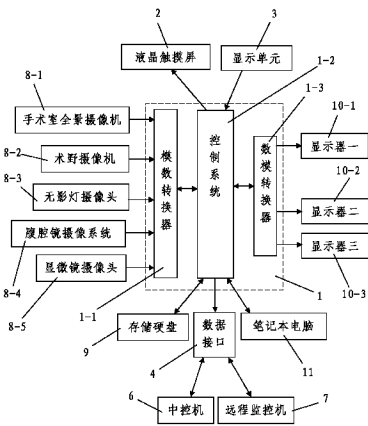 2
3
液晶触摸屏
显示单元
1-2
8-1
1-3
10-1
手术室全景摄像机
显示器一
8-2
术野摄像机
模数转换器
控制系统
数模转换器
8-3
无影灯摄像头
10-2
显示器二
腹腔镜摄像系统
显示器三
8-4
显微镜摄像头
10-3
8-5
1-1
1
存储硬盘
数据接口
笔记本电脑
9
4
11
6
7
中控机
远程监控机